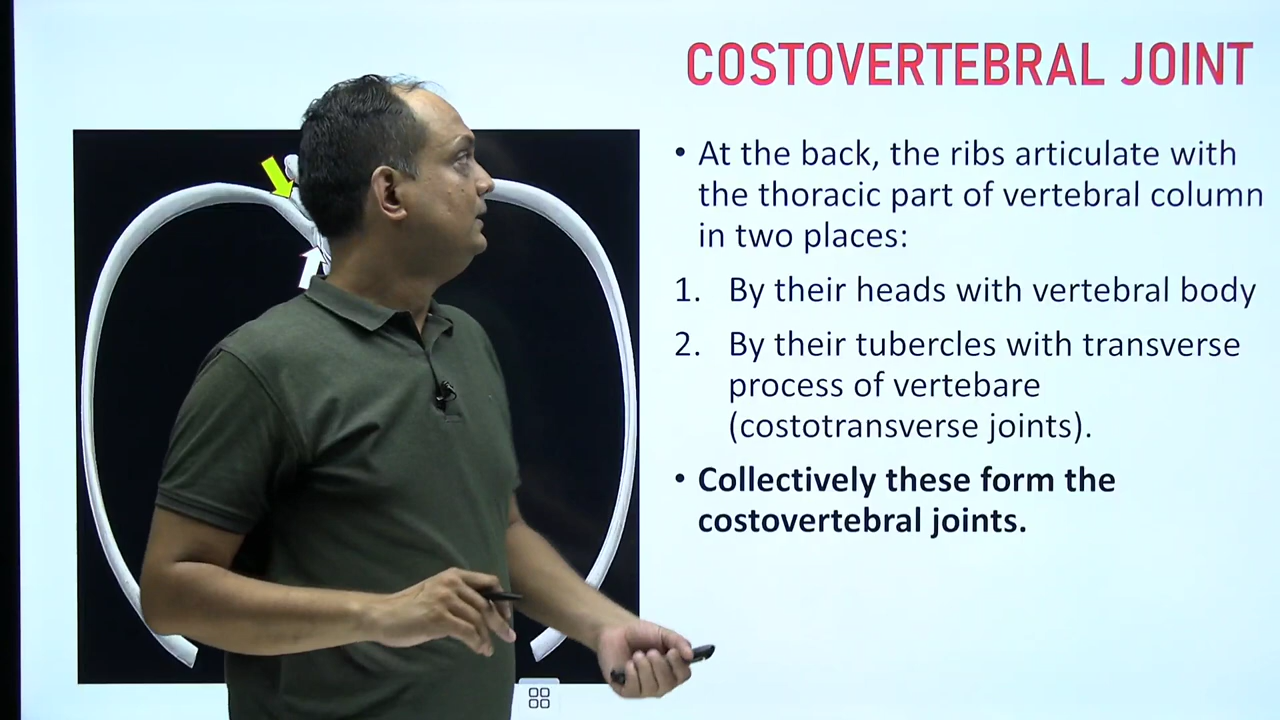 COSTOVERTEBRAL JOINT
• At the back, the ribs articulate with
the thoracic part of vertebral column
in two places:
1. By their heads with vertebral body
2. By their tubercles with transverse
process of vertebare
(costotransverse joints).
• Collectively these form the
costovertebral joints.